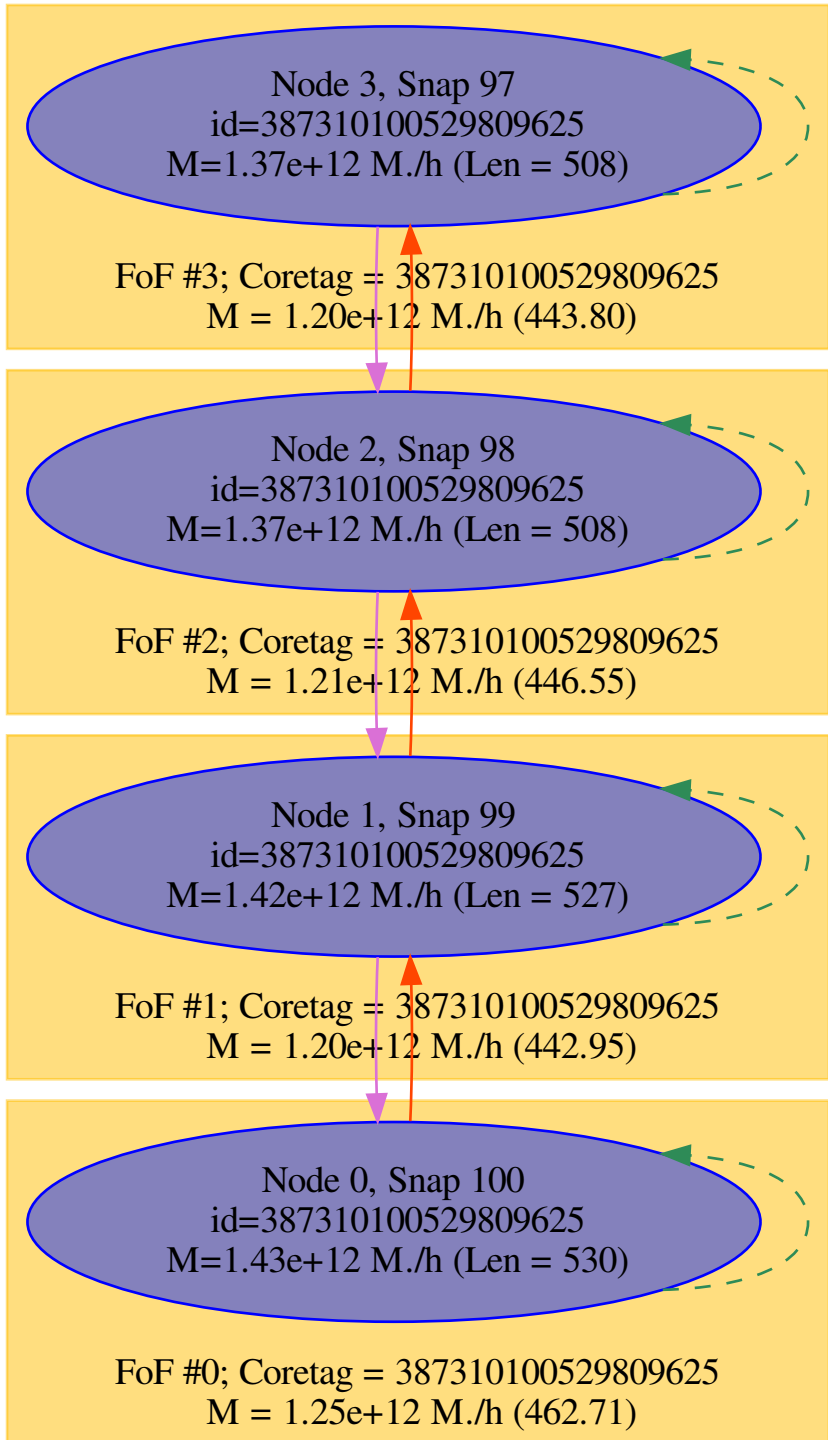 Node 3, Snap 97
id=387310100529809625
M=1.37e+12 M./h (Len = 508)
FoF #3; Coretag = 387310100529809625
M = 1.20e+12 M./h (443.80)
Node 2, Snap 98
id=387310100529809625
M=1.37e+12 M./h (Len = 508)
FoF #2; Coretag = 387310100529809625
M = 1.21e+12 M./h (446.55)
Node 1, Snap 99
id=387310100529809625
M=1.42e+12 M./h (Len = 527)
FoF #1; Coretag = 387310100529809625
M = 1.20e+12 M./h (442.95)
Node 0, Snap 100
id=387310100529809625
M=1.43e+12 M./h (Len = 530)
FoF #0; Coretag = 387310100529809625
M = 1.25e+12 M./h (462.71)